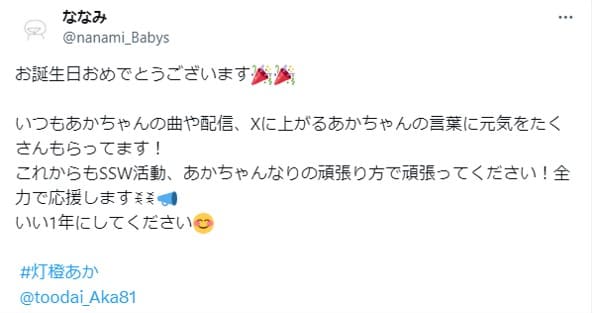 ななみ
@nanami_Babys
お誕生日おめでとうございます🎉🎉
いつもあかちゃんの曲や配信、Xに上がるあかちゃんの言葉に元気をたく
さんもらってます！
これからもSSW活動、あかちゃんなりの頑張り方で頑張ってください！全
力で応援します⌇⌇📣
いい1年にしてください😊
#灯橙あか
@toodai_Aka81